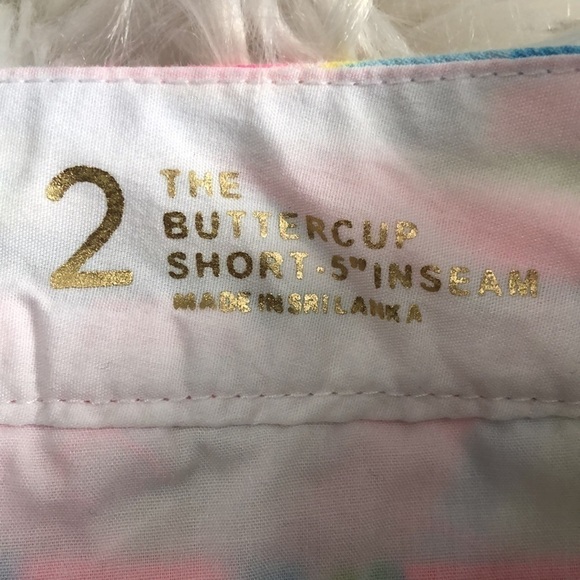 2
THE
BUTTERCUP
SHORT · 5" INSEAM
MADE IN SRI LANKA